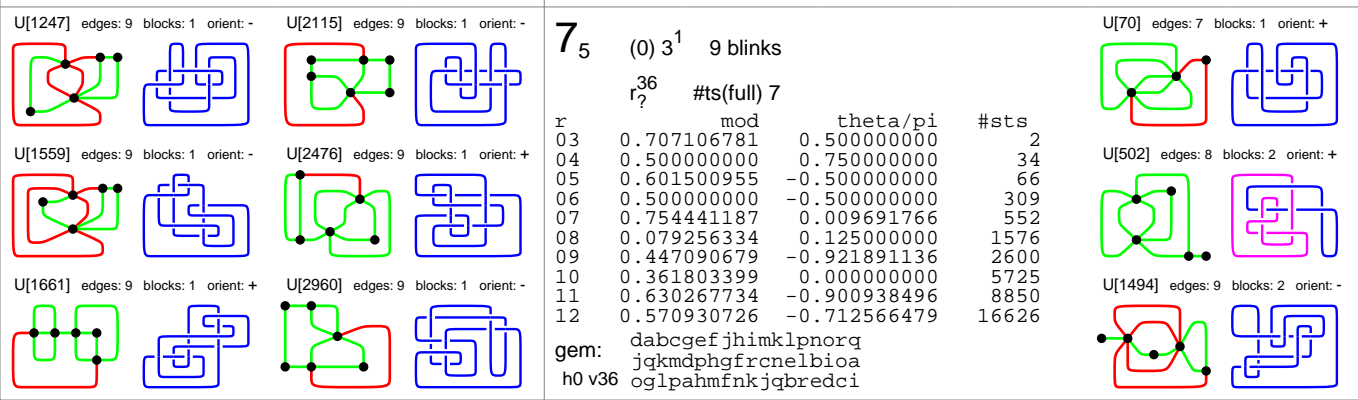 U[1247] edges: 9 blocks: 1 orient: -
U[2115] edges: 9 blocks: 1 orient: -
U[1559] edges: 9 blocks: 1 orient: -
U[2476] edges: 9 blocks: 1 orient: +
U[1661] edges: 9 blocks: 1 orient: +
U[2960] edges: 9 blocks: 1 orient: -
7_5 (0) 3^1 9 blinks
r_?^36 #ts(full) 7
r mod theta/pi #sts
03 0.707106781 0.500000000 2
04 0.500000000 0.750000000 34
05 0.601500955 -0.500000000 66
06 0.500000000 -0.500000000 309
07 0.754441187 0.009691766 552
08 0.079256334 0.125000000 1576
09 0.447090679 -0.921891136 2600
10 0.361803399 0.000000000 5725
11 0.630267734 -0.900938496 8850
12 0.570930726 -0.712566479 16626
gem: dabcgefjhimklpnorq
jqkmdphgfrcnelbioa
h0 v36 oglpahmfnkjqbredci
U[70] edges: 7 blocks: 1 orient: +
U[502] edges: 8 blocks: 2 orient: +
U[1494] edges: 9 blocks: 2 orient: -